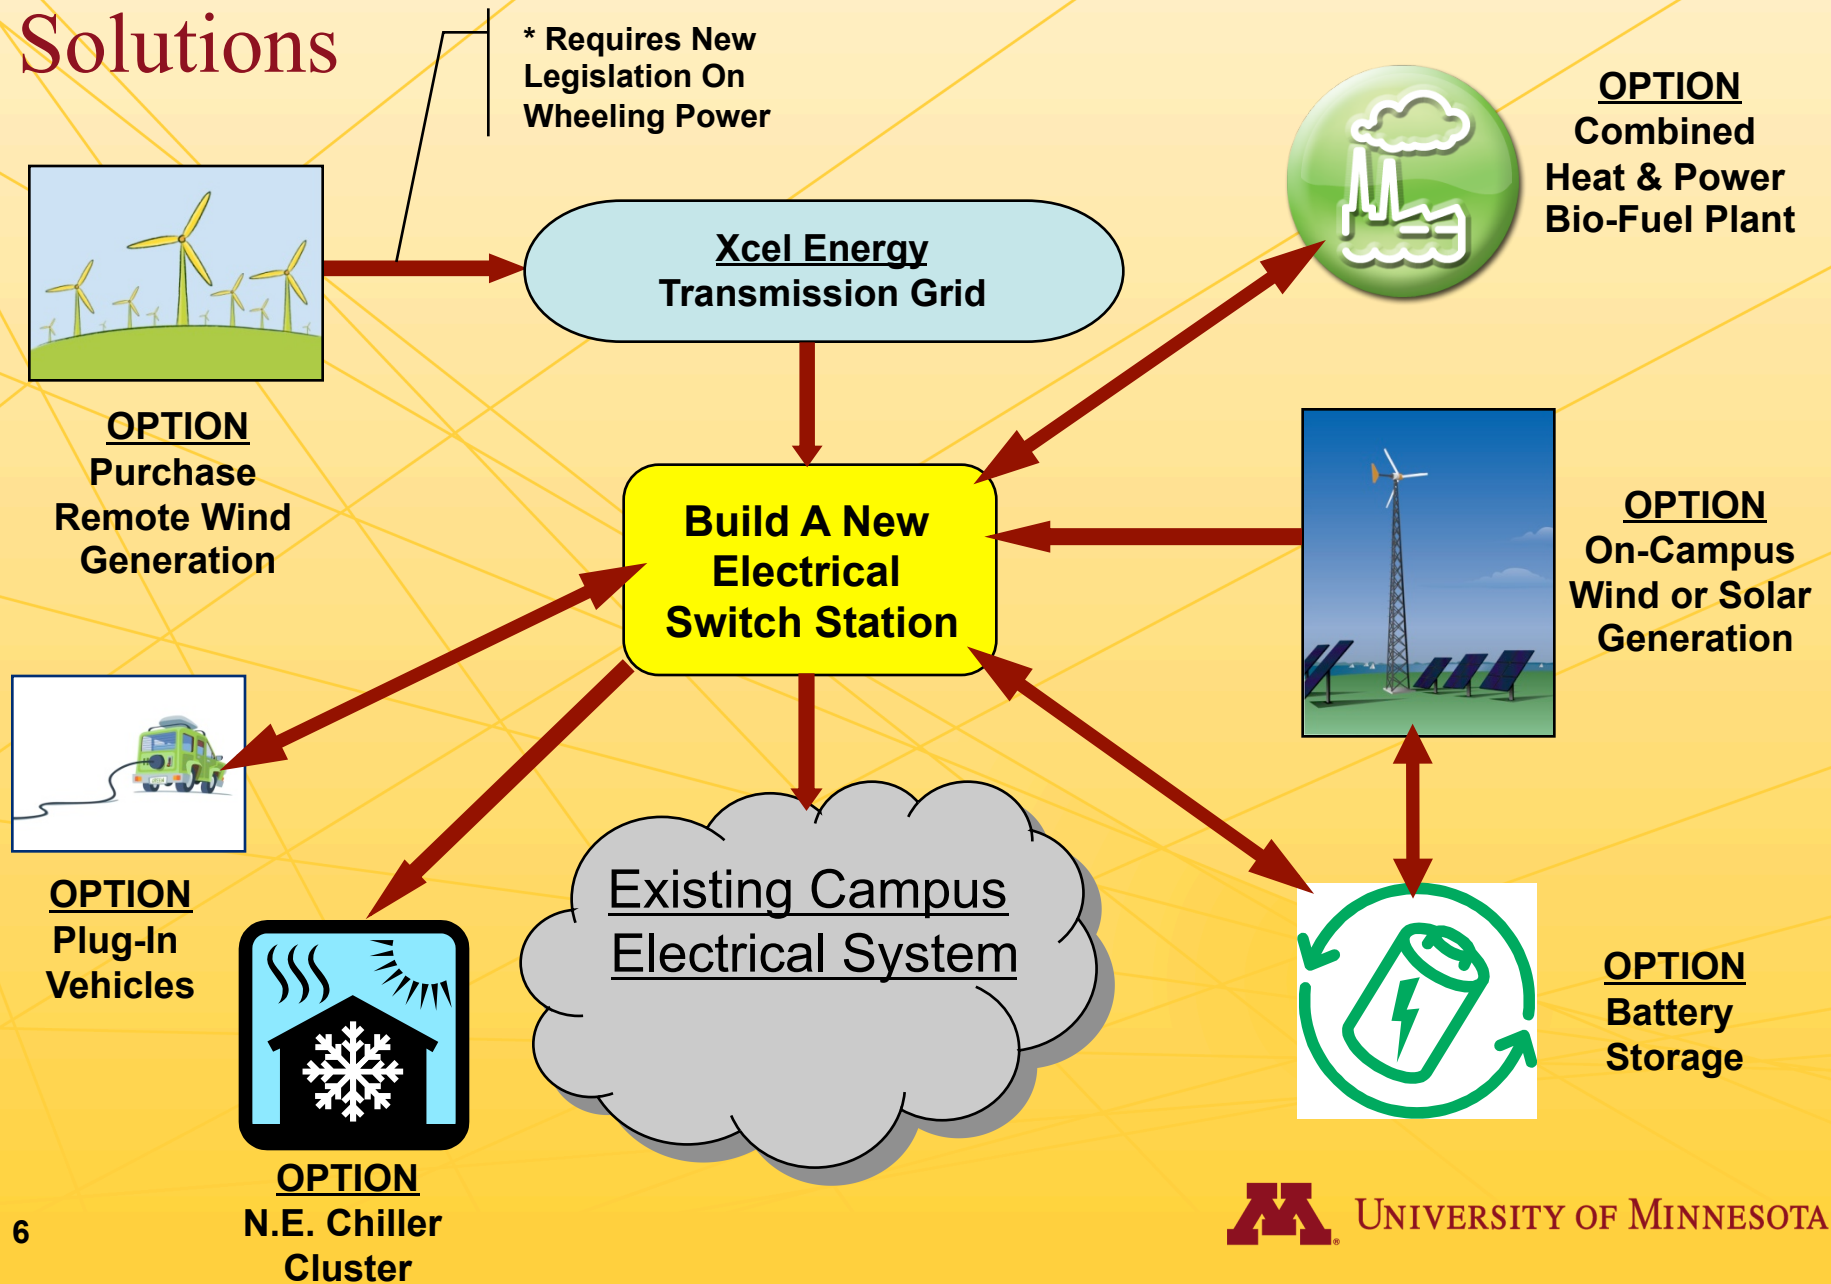 Solutions
* Requires New
Legislation On
Wheeling Power
OPTION
Combined
Heat & Power
Bio-Fuel Plant
Xcel Energy
Transmission Grid
OPTION
Purchase
Remote Wind
Generation
Build A New
Electrical
Switch Station
OPTION
On-Campus
Wind or Solar
Generation
OPTION
Plug-In
Vehicles
Existing Campus
Electrical System
OPTION
Battery
Storage
OPTION
N.E. Chiller
Cluster
6
M
®
UNIVERSITY OF MINNESOTA